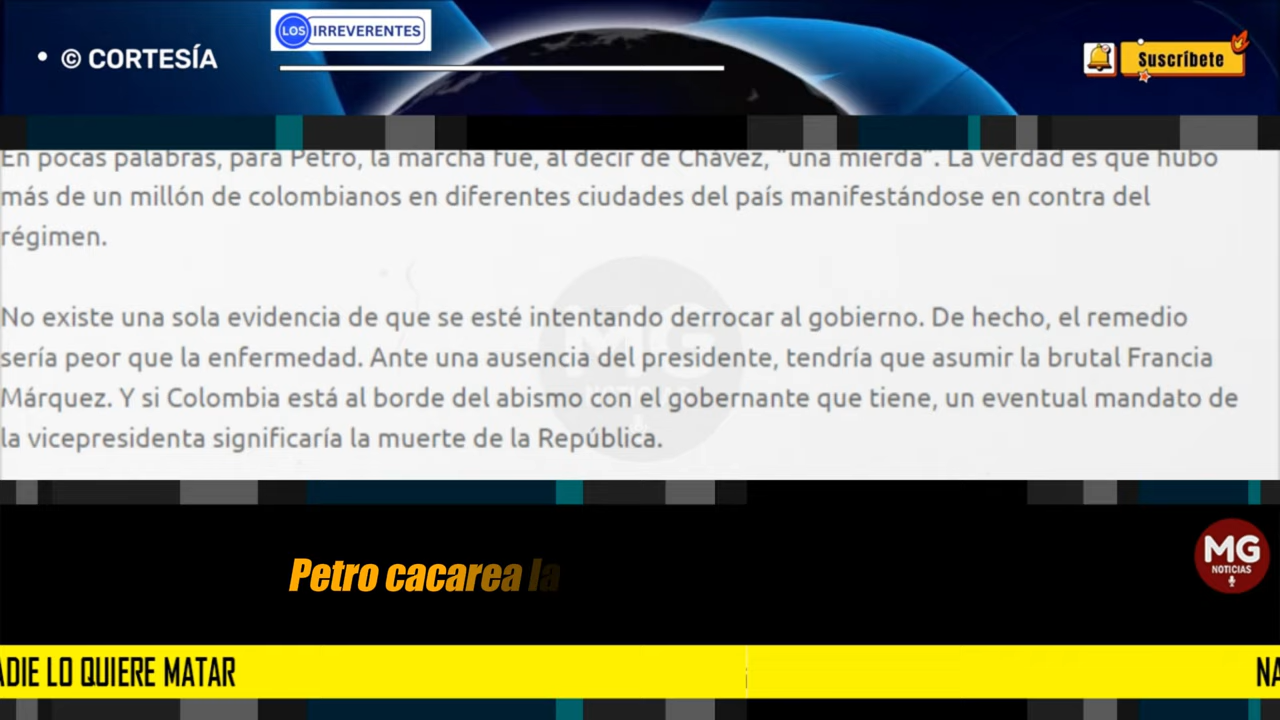 • © CORTESÍA
LOS IRREVERENTES
Suscríbete
En pocas palabras, para Petro, la marcha fue, al decir de Chávez, "una mierda". La verdad es que hubo
más de un millón de colombianos en diferentes ciudades del país manifestándose en contra del
régimen.
No existe una sola evidencia de que se esté intentando derrocar al gobierno. De hecho, el remedio
sería peor que la enfermedad. Ante una ausencia del presidente, tendría que asumir la brutal Francia
Márquez. Y si Colombia está al borde del abismo con el gobernante que tiene, un eventual mandato de
la vicepresidenta significaría la muerte de la República.
MG
NOTICIAS
Petro cacarea la
MG
NOTICIAS
ADIE LO QUIERE MATAR
NA